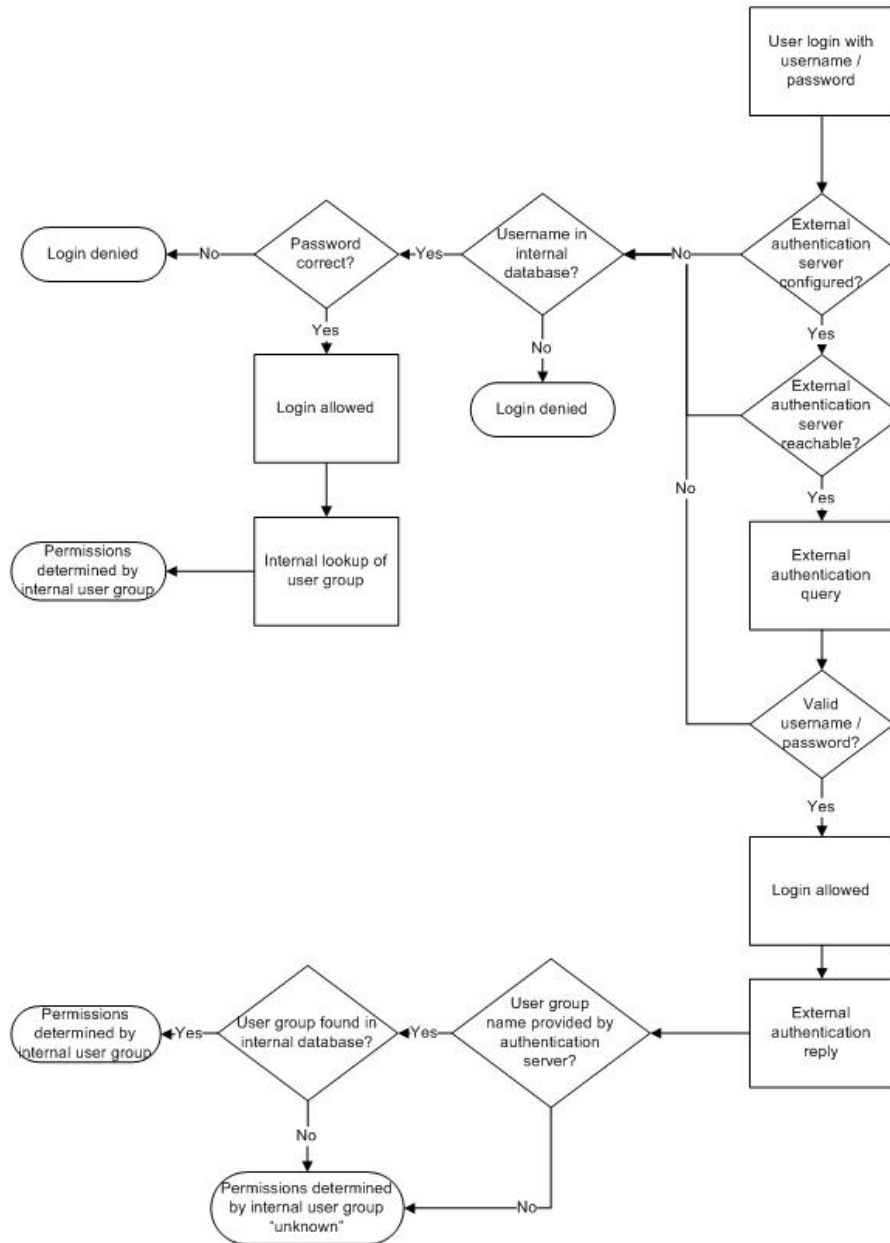 User login with
username /
password
External
authentication
server
configured?
No
Username in
internal
database?
Yes
Password
correct?
No
Login denied
Yes
Yes
No
Login allowed
Login denied
External
authentication
server
reachable?
No
Yes
Internal lookup of
user group
Permissions
determined by
internal user group
External
authentication
query
Valid
username /
password?
Yes
Login allowed
External
authentication
reply
User group
name provided by
authentication
server?
Yes
User group found in
internal database?
Yes
Permissions
determined by
internal user group
No
No
Permissions determined
by internal user group
"unknown"